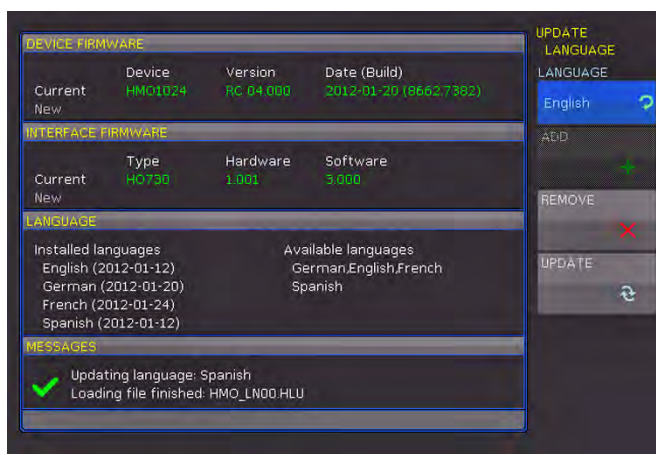 DEVICE FIRMWARE
Device Version Date (Build)
Current HMO1024 RC 04.000 2012-01-20 (8662.7382)
New
INTERFACE FIRMWARE
Type Hardware Software
Current HO730 1.001 3.000
New
LANGUAGE
Installed languages Available languages
English (2012-01-12) German,English,French
German (2012-01-20) Spanish
French (2012-01-24)
Spanish (2012-01-12)
MESSAGES
Updating language: Spanish
Loading file finished: HMO_LN00.HLU
UPDATE
LANGUAGE
LANGUAGE
English
ADD
REMOVE
UPDATE